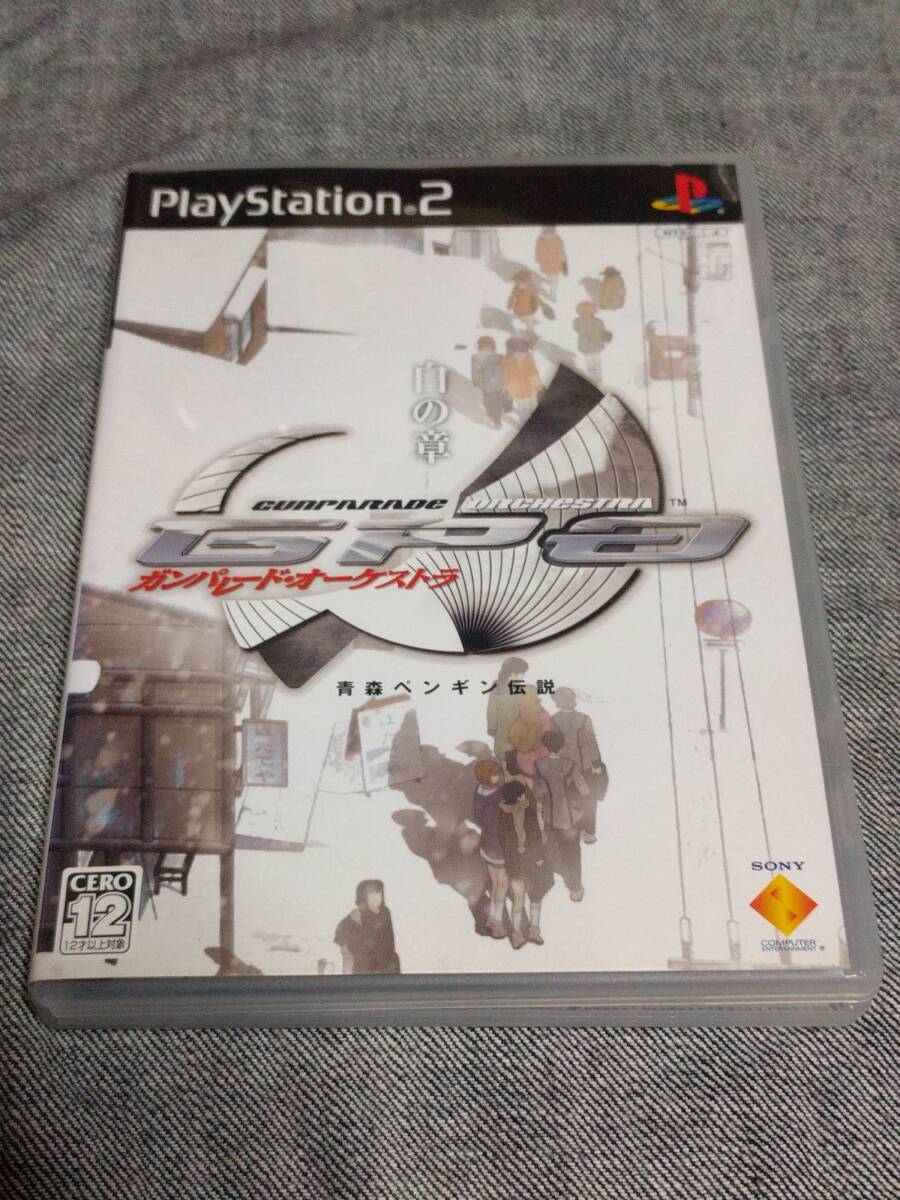 PlayStation®2
NTSC J
白の章
GUNPARADE ORCHESTRA ™
GPO
ガンパレード・オーケストラ
青森ペンギン伝説
CERO
12
12才以上対象
SONY
COMPUTER
ENTERTAINMENT®